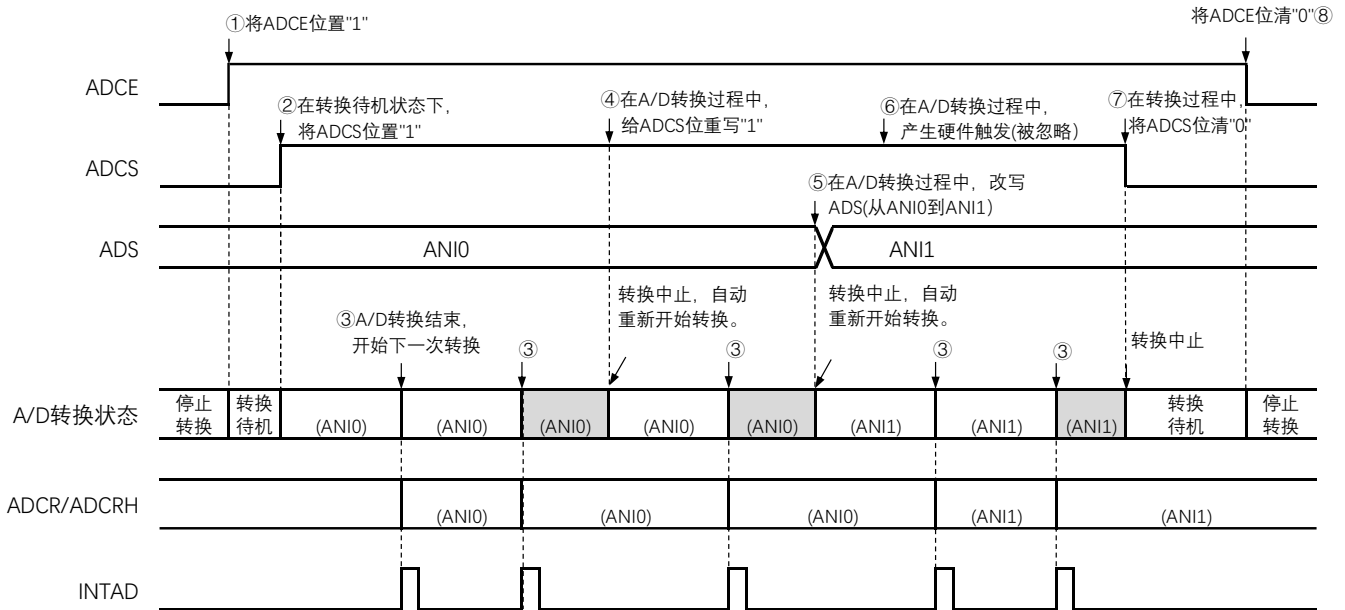 ①将ADCE位置"1"
将ADCE位清"0"⑧
ADCE
②在转换待机状态下，
将ADCS位置"1"
④在A/D转换过程中，
给ADCS位重写"1"
⑥在A/D转换过程中，
产生硬件触发(被忽略)
⑦在转换过程中，
将ADCS位清"0"
ADCS
⑤在A/D转换过程中，改写
ADS(从ANI0到ANI1)
ADS
ANI0
ANI1
③A/D转换结束，
开始下一次转换
③
转换中止，自动
重新开始转换。
③
转换中止，自动
重新开始转换。
③
③
转换中止
A/D转换状态
停止
转换
转换
待机
(ANI0)
(ANI0)
(ANI0)
(ANI0)
(ANI0)
(ANI1)
(ANI1)
(ANI1)
转换
待机
停止
转换
ADCR/ADCRH
(ANI0)
(ANI0)
(ANI0)
(ANI1)
(ANI1)
INTAD